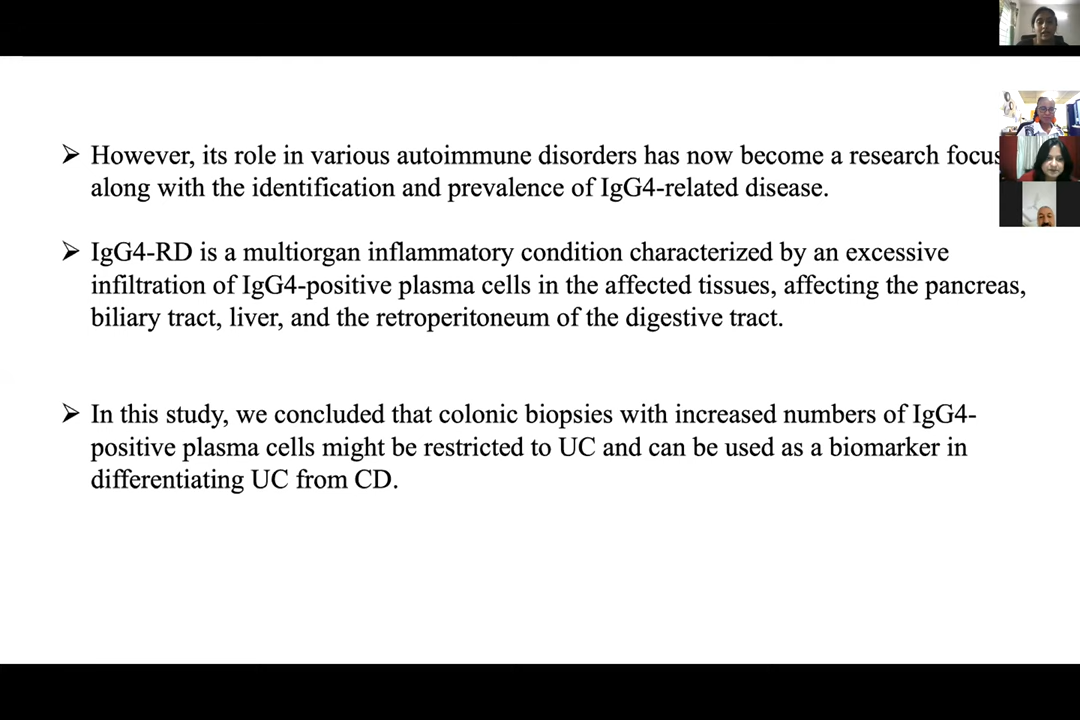 ➢ However, its role in various autoimmune disorders has now become a research focus
along with the identification and prevalence of IgG4-related disease.
➢ IgG4-RD is a multiorgan inflammatory condition characterized by an excessive
infiltration of IgG4-positive plasma cells in the affected tissues, affecting the pancreas,
biliary tract, liver, and the retroperitoneum of the digestive tract.
➢ In this study, we concluded that colonic biopsies with increased numbers of IgG4-
positive plasma cells might be restricted to UC and can be used as a biomarker in
differentiating UC from CD.